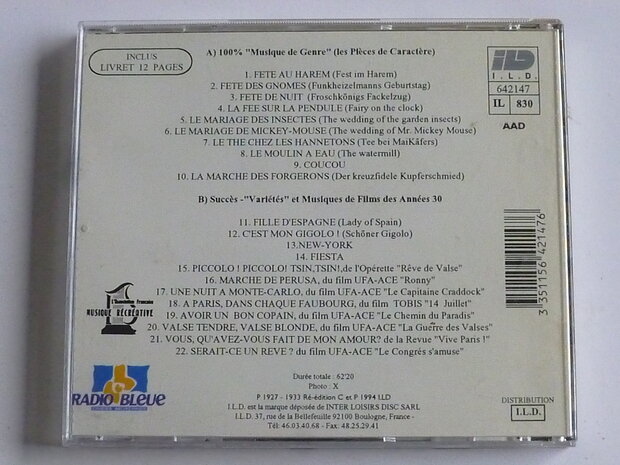 INCLUS
LIVRET 12 PAGES
A) 100% "Musique de Genre" (les Pièces de Caractère)
1. FETE AU HAREM (Fest im Harem)
2. FETE DES GNOMES (Funkheizelmanns Geburtstag)
3. FETE DE NUIT (Froschkönigs Fackelzug)
4. LA FEE SUR LA PENDULE (Fairy on the clock)
5. LE MARIAGE DES INSECTES (The wedding of the garden insects)
6. LE MARIAGE DE MICKEY-MOUSE (The wedding of Mr. Mickey Mouse)
7. LE THE CHEZ LES HANNETONS (Tee bei MaiKäfers)
8. LE MOULIN A EAU (The watermill)
9. COUCOU
10. LA MARCHE DES FORGERONS (Der kreuzfidele Kupferschmied)
I. L. D.
642147
IL 830
AAD
B) Succès -"Variétés" et Musiques de Films des Années 30
11. FILLE D'ESPAGNE (Lady of Spain)
12. C'EST MON GIGOLO ! (Schöner Gigolo)
13.NEW-YORK
14. FIESTA
15. PICCOLO ! PICCOLO! TSIN,TSIN!,de l'Opérette "Rêve de Valse"
16. MARCHE DE PERUSA, du film UFA-ACE "Ronny"
17. UNE NUIT A MONTE-CARLO, du film UFA-ACE "Le Capitaine Craddock"
18. A PARIS, DANS CHAQUE FAUBOURG, du film TOBIS "14 Juillet"
19. AVOIR UN BON COPAIN, du film UFA-ACE "Le Chemin du Paradis"
20. VALSE TENDRE, VALSE BLONDE, du film UFA-ACE "La Guerre des Valses"
21. VOUS, QU'AVEZ-VOUS FAIT DE MON AMOUR? de la Revue "Vive Paris !"
22. SERAIT-CE UN REVE ? du film UFA-ACE "Le Congrés s'amuse"
3 351156 421476
MUSIQUE RÉCRÉATIVE
RADIO BLEUE
Durée totale : 62'20
Photo : X
P 1927 - 1933 Ré-édition C et P 1994 I.LD
I.L.D. est la marque déposée de INTER LOISIRS DISC SARL
I.L.D. 37, rue de la Bellefeuille 92100 Boulogne, France -
Tél: 46.03.40.68 - Fax: 48.25.29.41
DISTRIBUTION
I.L.D.